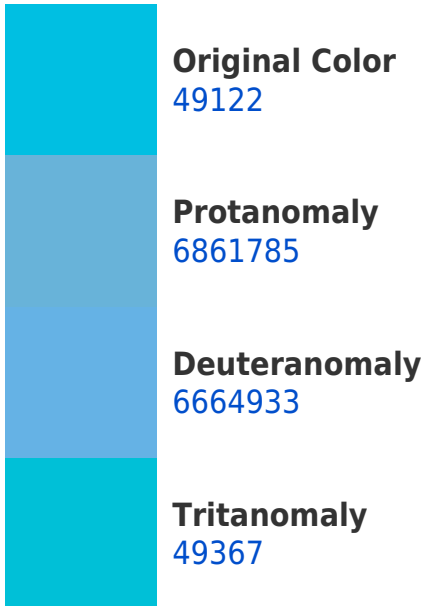 Original Color
49122
Protanomaly
6861785
Deuteranomaly
6664933
Tritanomaly
49367